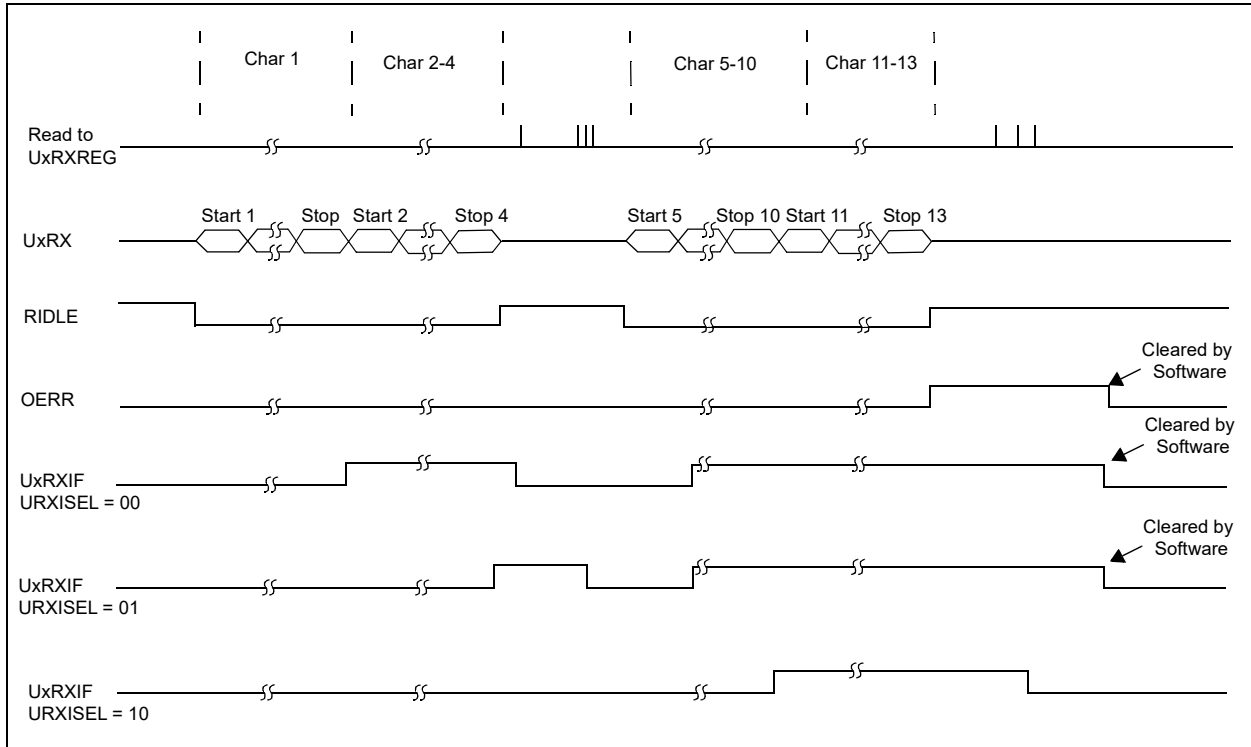 Char 1
Char 2-4
Char 5-10
Char 11-13
Read to
UxRXREG
Start 1
Stop
Start 2
Stop 4
Start 5
Stop 10
Start 11
Stop 13
UxRX
RIDLE
Cleared by
Software
OERR
Cleared by
Software
UxRXIF
URXISEL = 00
Cleared by
Software
UxRXIF
URXISEL = 01
UxRXIF
URXISEL = 10